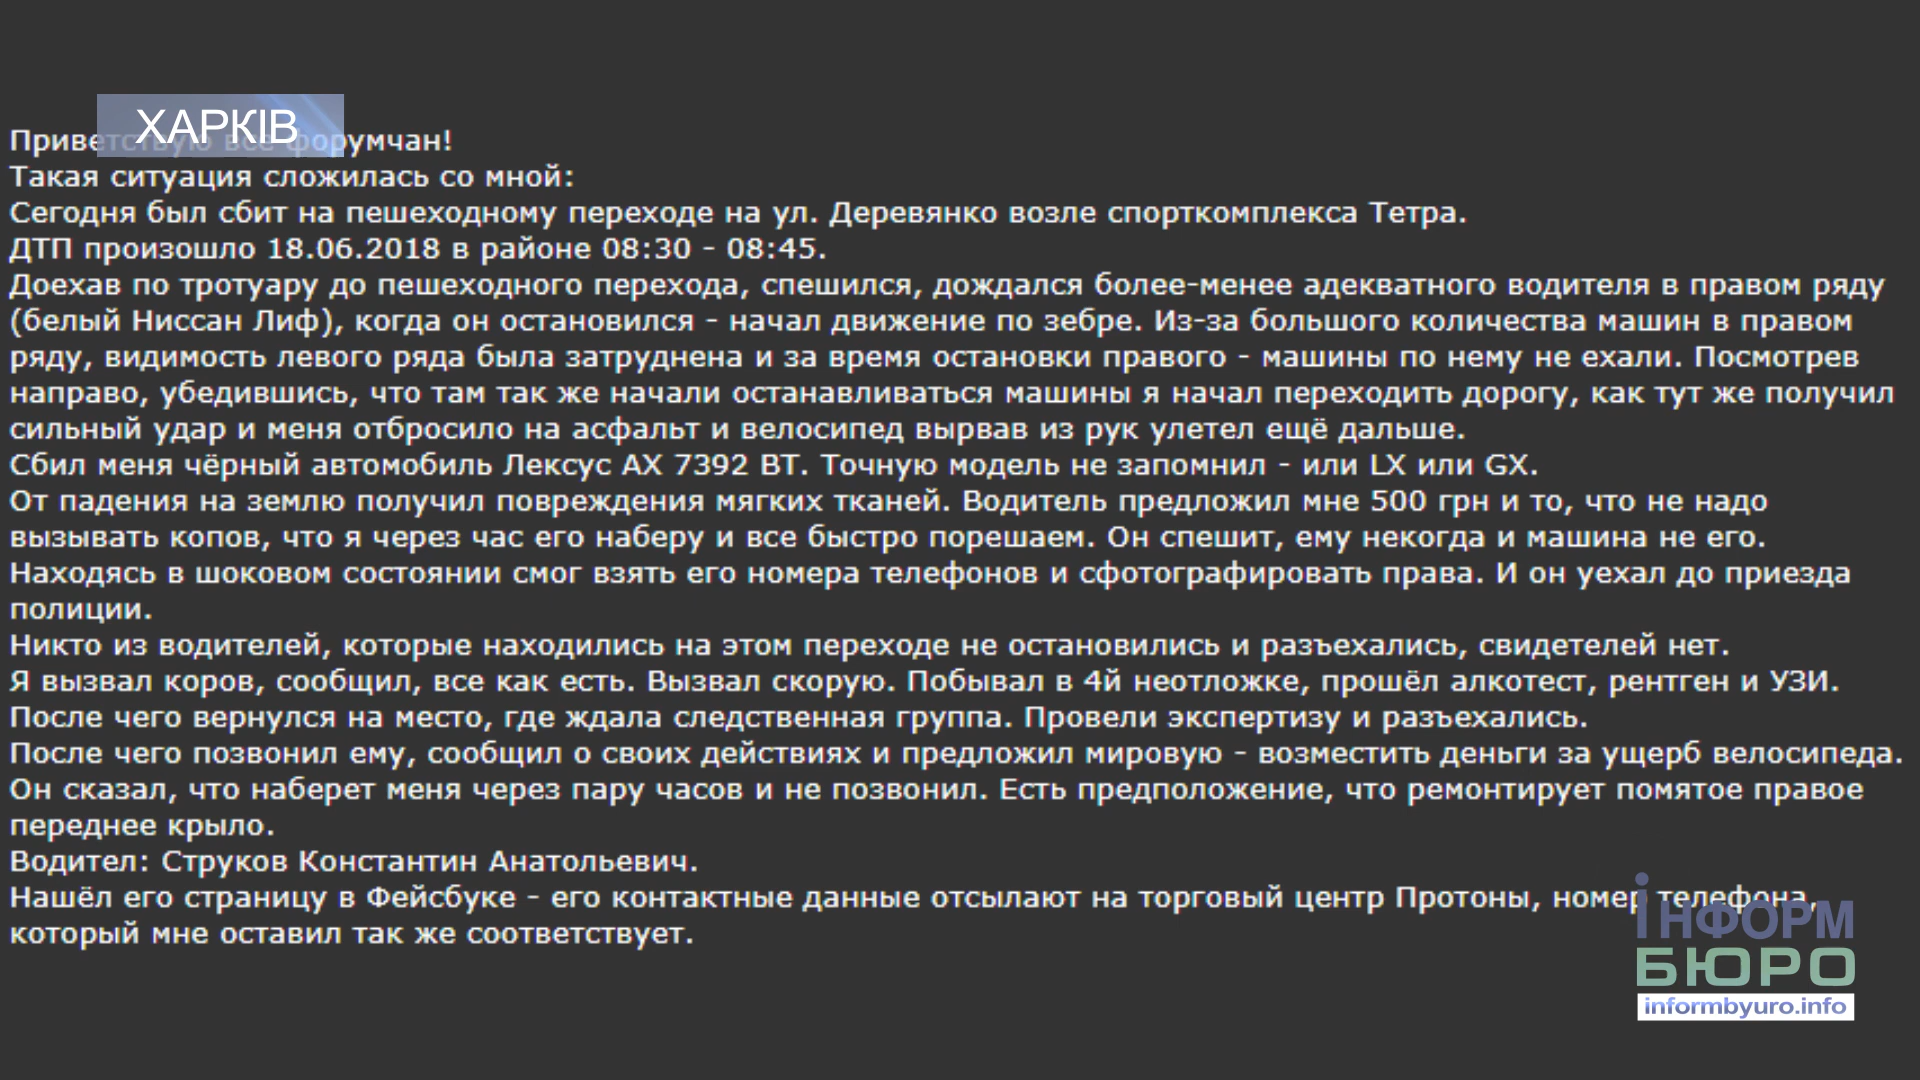 ХАРКІВ
Приветствую все форумчан!
Такая ситуация сложилась со мной:
Сегодня был сбит на пешеходному переходе на ул. Деревянко возле спорткомплекса Тетра.
ДТП произошло 18.06.2018 в районе 08:30 - 08:45.
Доехав по тротуару до пешеходного перехода, спешился, дождался более-менее адекватного водителя в правом ряду
(белый Ниссан Лиф), когда он остановился - начал движение по зебре. Из-за большого количества машин в правом
ряду, видимость левого ряда была затруднена и за время остановки правого - машины по нему не ехали. Посмотрев
направо, убедившись, что там так же начали останавливаться машины я начал переходить дорогу, как тут же получил
сильный удар и меня отбросило на асфальт и велосипед вырвав из рук улетел ещё дальше.
Сбил меня чёрный автомобиль Лексус АХ 7392 ВТ. Точную модель не запомнил - или LX или GX.
От падения на землю получил повреждения мягких тканей. Водитель предложил мне 500 грн и то, что не надо
вызывать копов, что я через час его наберу и все быстро порешаем. Он спешит, ему некогда и машина не его.
Находясь в шоковом состоянии смог взять его номера телефонов и сфотографировать права. И он уехал до приезда
полиции.
Никто из водителей, которые находились на этом переходе не остановились и разъехались, свидетелей нет.
Я вызвал коров, сообщил, все как есть. Вызвал скорую. Побывал в 4й неотложке, прошёл алкотест, рентген и УЗИ.
После чего вернулся на место, где ждала следственная группа. Провели экспертизу и разъехались.
После чего позвонил ему, сообщил о своих действиях и предложил мировую - возместить деньги за ущерб велосипеда.
Он сказал, что наберет меня через пару часов и не позвонил. Есть предположение, что ремонтирует помятое правое
переднее крыло.
Водител: Струков Константин Анатольевич.
Нашёл его страницу в Фейсбуке - его контактные данные отсылают на торговый центр Протоны, номер телефона,
который мне оставил так же соответствует.
ІНФОРМ
БЮРО
informbyuro.info